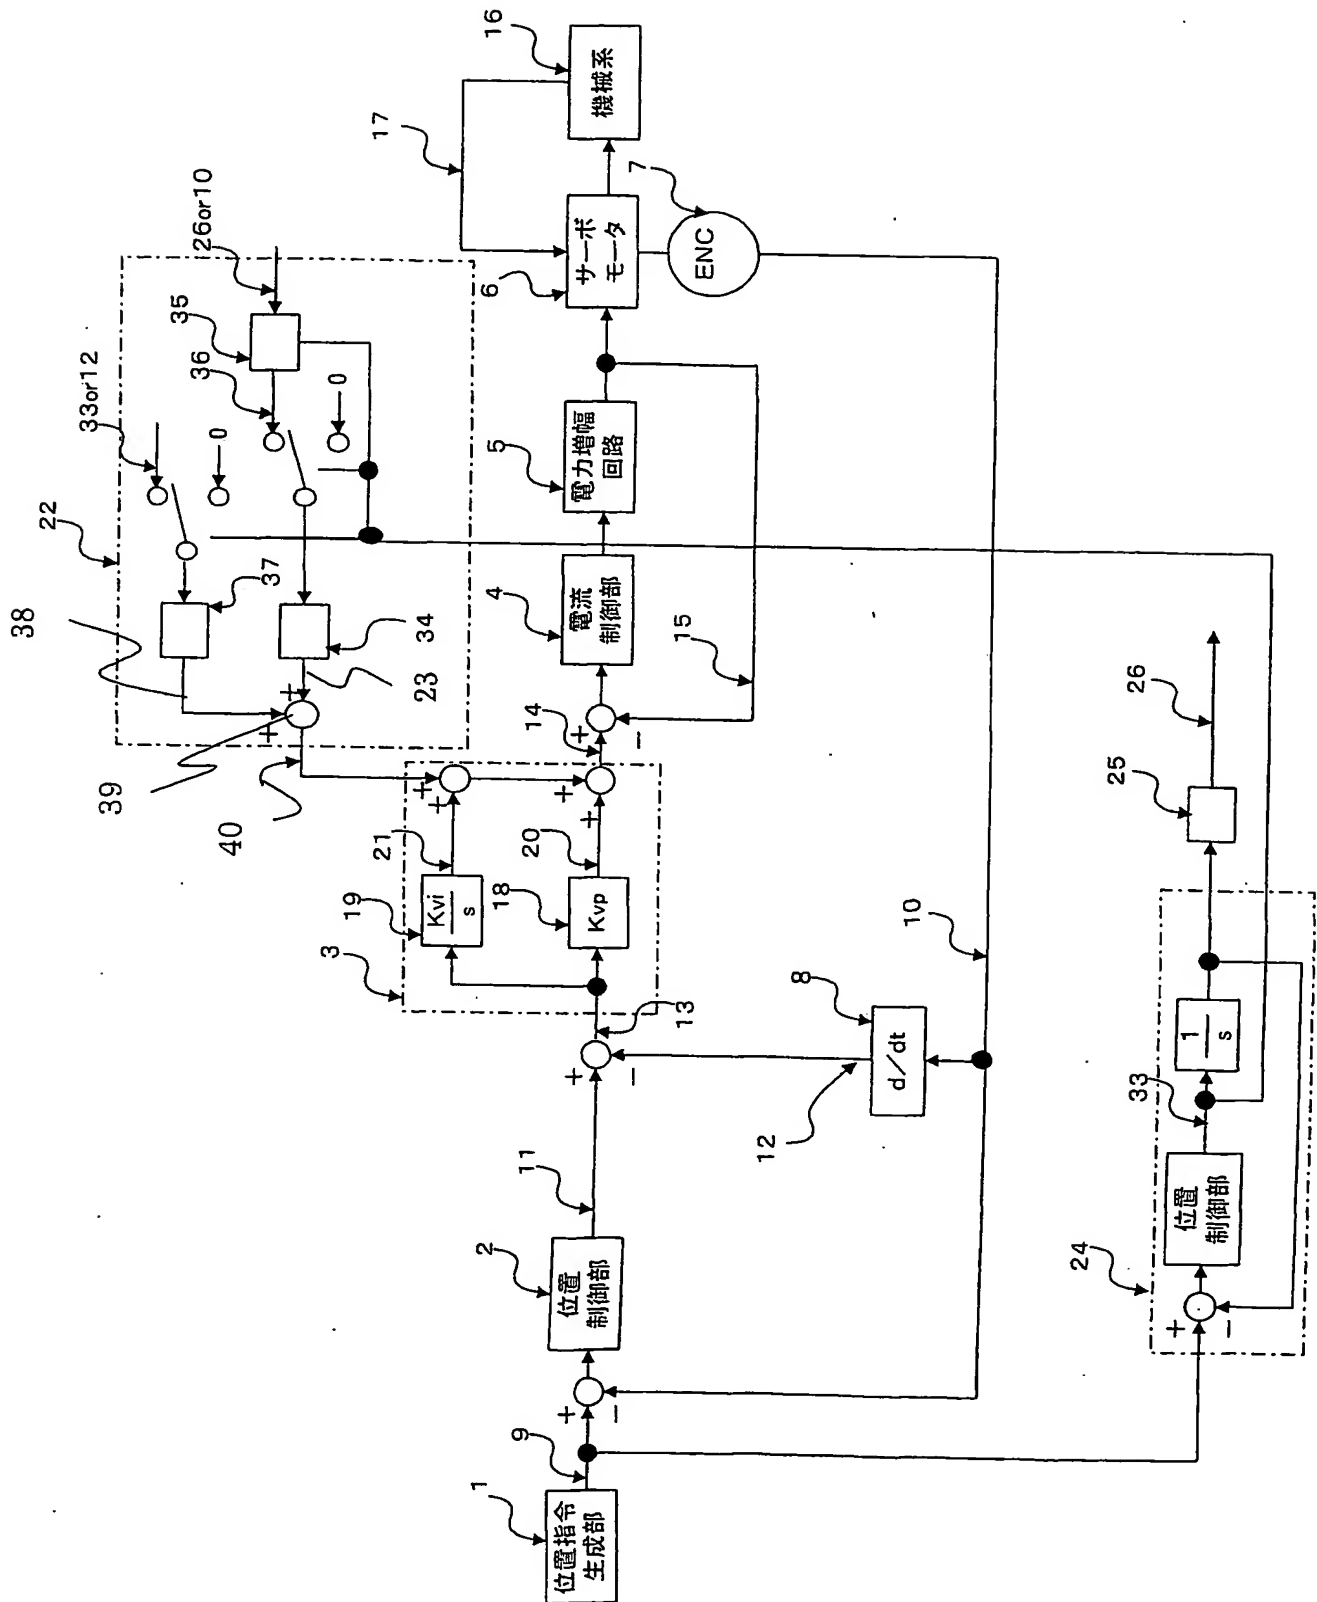 1
位置指令
生成部
9
+
−
2
位置
制御部
11
+
−
13
3
19
Kvi
s
21
18
Kvp
20
+
+
+
+
14
+
−
4
電流
制御部
5
電力増幅
回路
15
6
サーボ
モータ
7
ENC
16
機械系
17
8
d/dt
12
10
22
33or12
0
26or10
35
36
0
37
38
34
23
+
+
39
40
24
+
−
位置
制御部
33
1
s
25
26